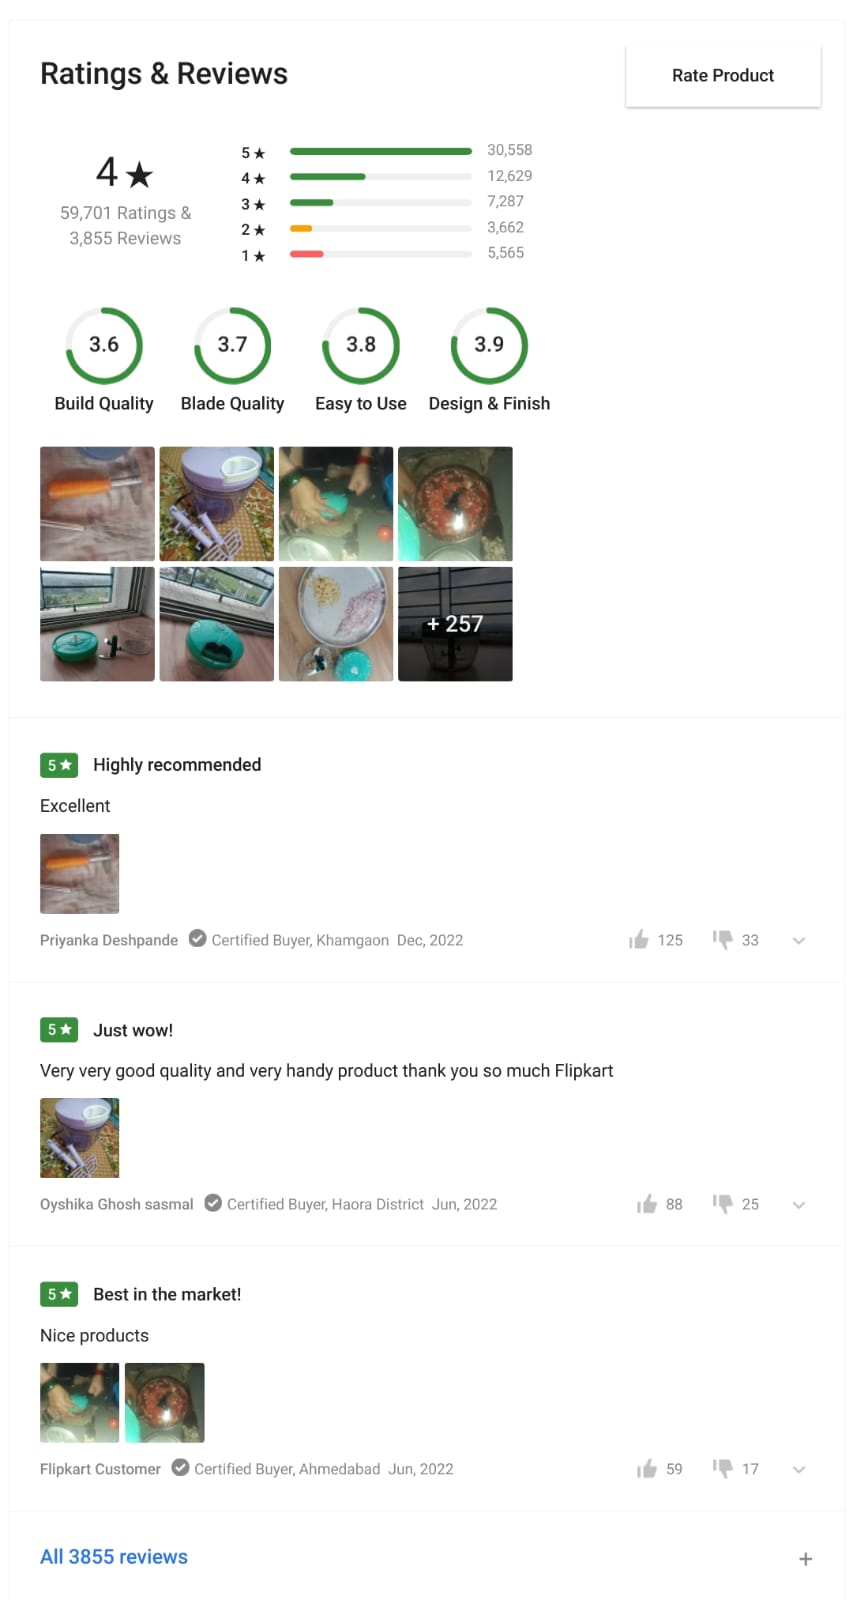 Ratings & Reviews
Rate Product
4★
59,701 Ratings &
3,855 Reviews
5★ 30,558
4★ 12,629
3★ 7,287
2★ 3,662
1★ 5,565
3.6 3.7 3.8 3.9
Build Quality Blade Quality Easy to Use Design & Finish
+ 257
5★ Highly recommended
Excellent
Priyanka Deshpande Certified Buyer, Khamgaon Dec, 2022 125 33
5★ Just wow!
Very very good quality and very handy product thank you so much Flipkart
Oyshika Ghosh sasmal Certified Buyer, Haora District Jun, 2022 88 25
5★ Best in the market!
Nice products
Flipkart Customer Certified Buyer, Ahmedabad Jun, 2022 59 17
All 3855 reviews +